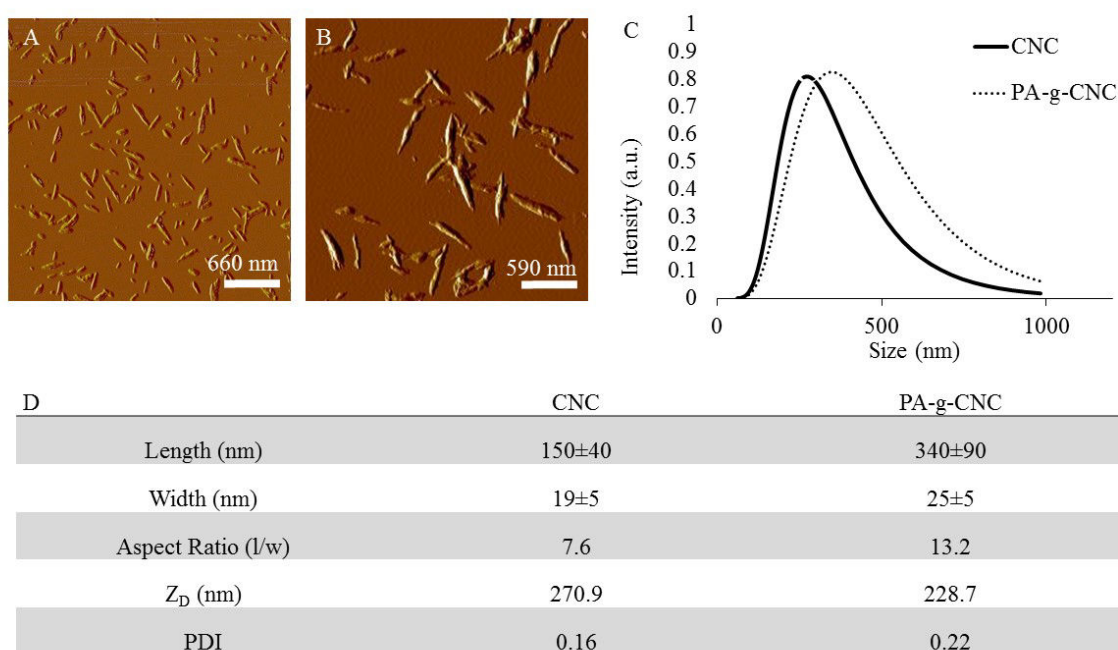 A
660 nm
B
590 nm
C
Intensity (a.u.)
1
0.9
0.8
0.7
0.6
0.5
0.4
0.3
0.2
0.1
0
0 500 1000
Size (nm)
CNC
PA-g-CNC
D CNC PA-g-CNC
Length (nm) 150±40 340±90
Width (nm) 19±5 25±5
Aspect Ratio (l/w) 7.6 13.2
Z_D (nm) 270.9 228.7
PDI 0.16 0.22